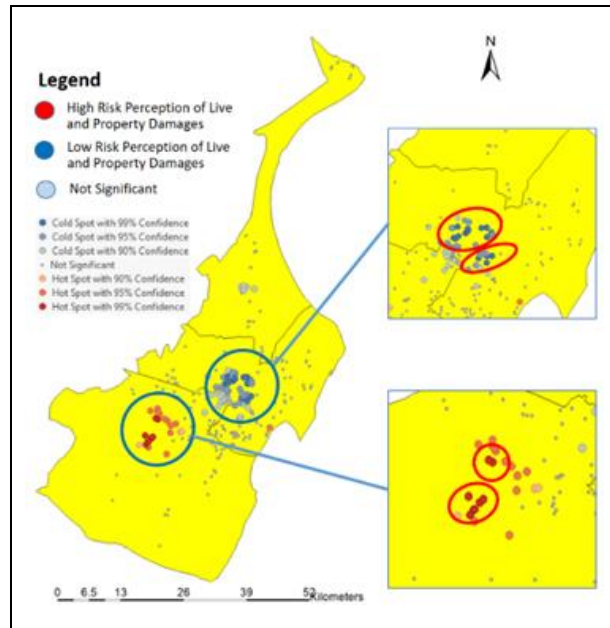 N
Legend
High Risk Perception of Live
and Property Damages
Low Risk Perception of Live
and Property Damages
Not Significant
Cold Spot with 99% Confidence
Cold Spot with 95% Confidence
Cold Spot with 90% Confidence
Not Significant
Hot Spot with 90% Confidence
Hot Spot with 95% Confidence
Hot Spot with 99% Confidence
0 6.5 13 26 39 52
Kilometers